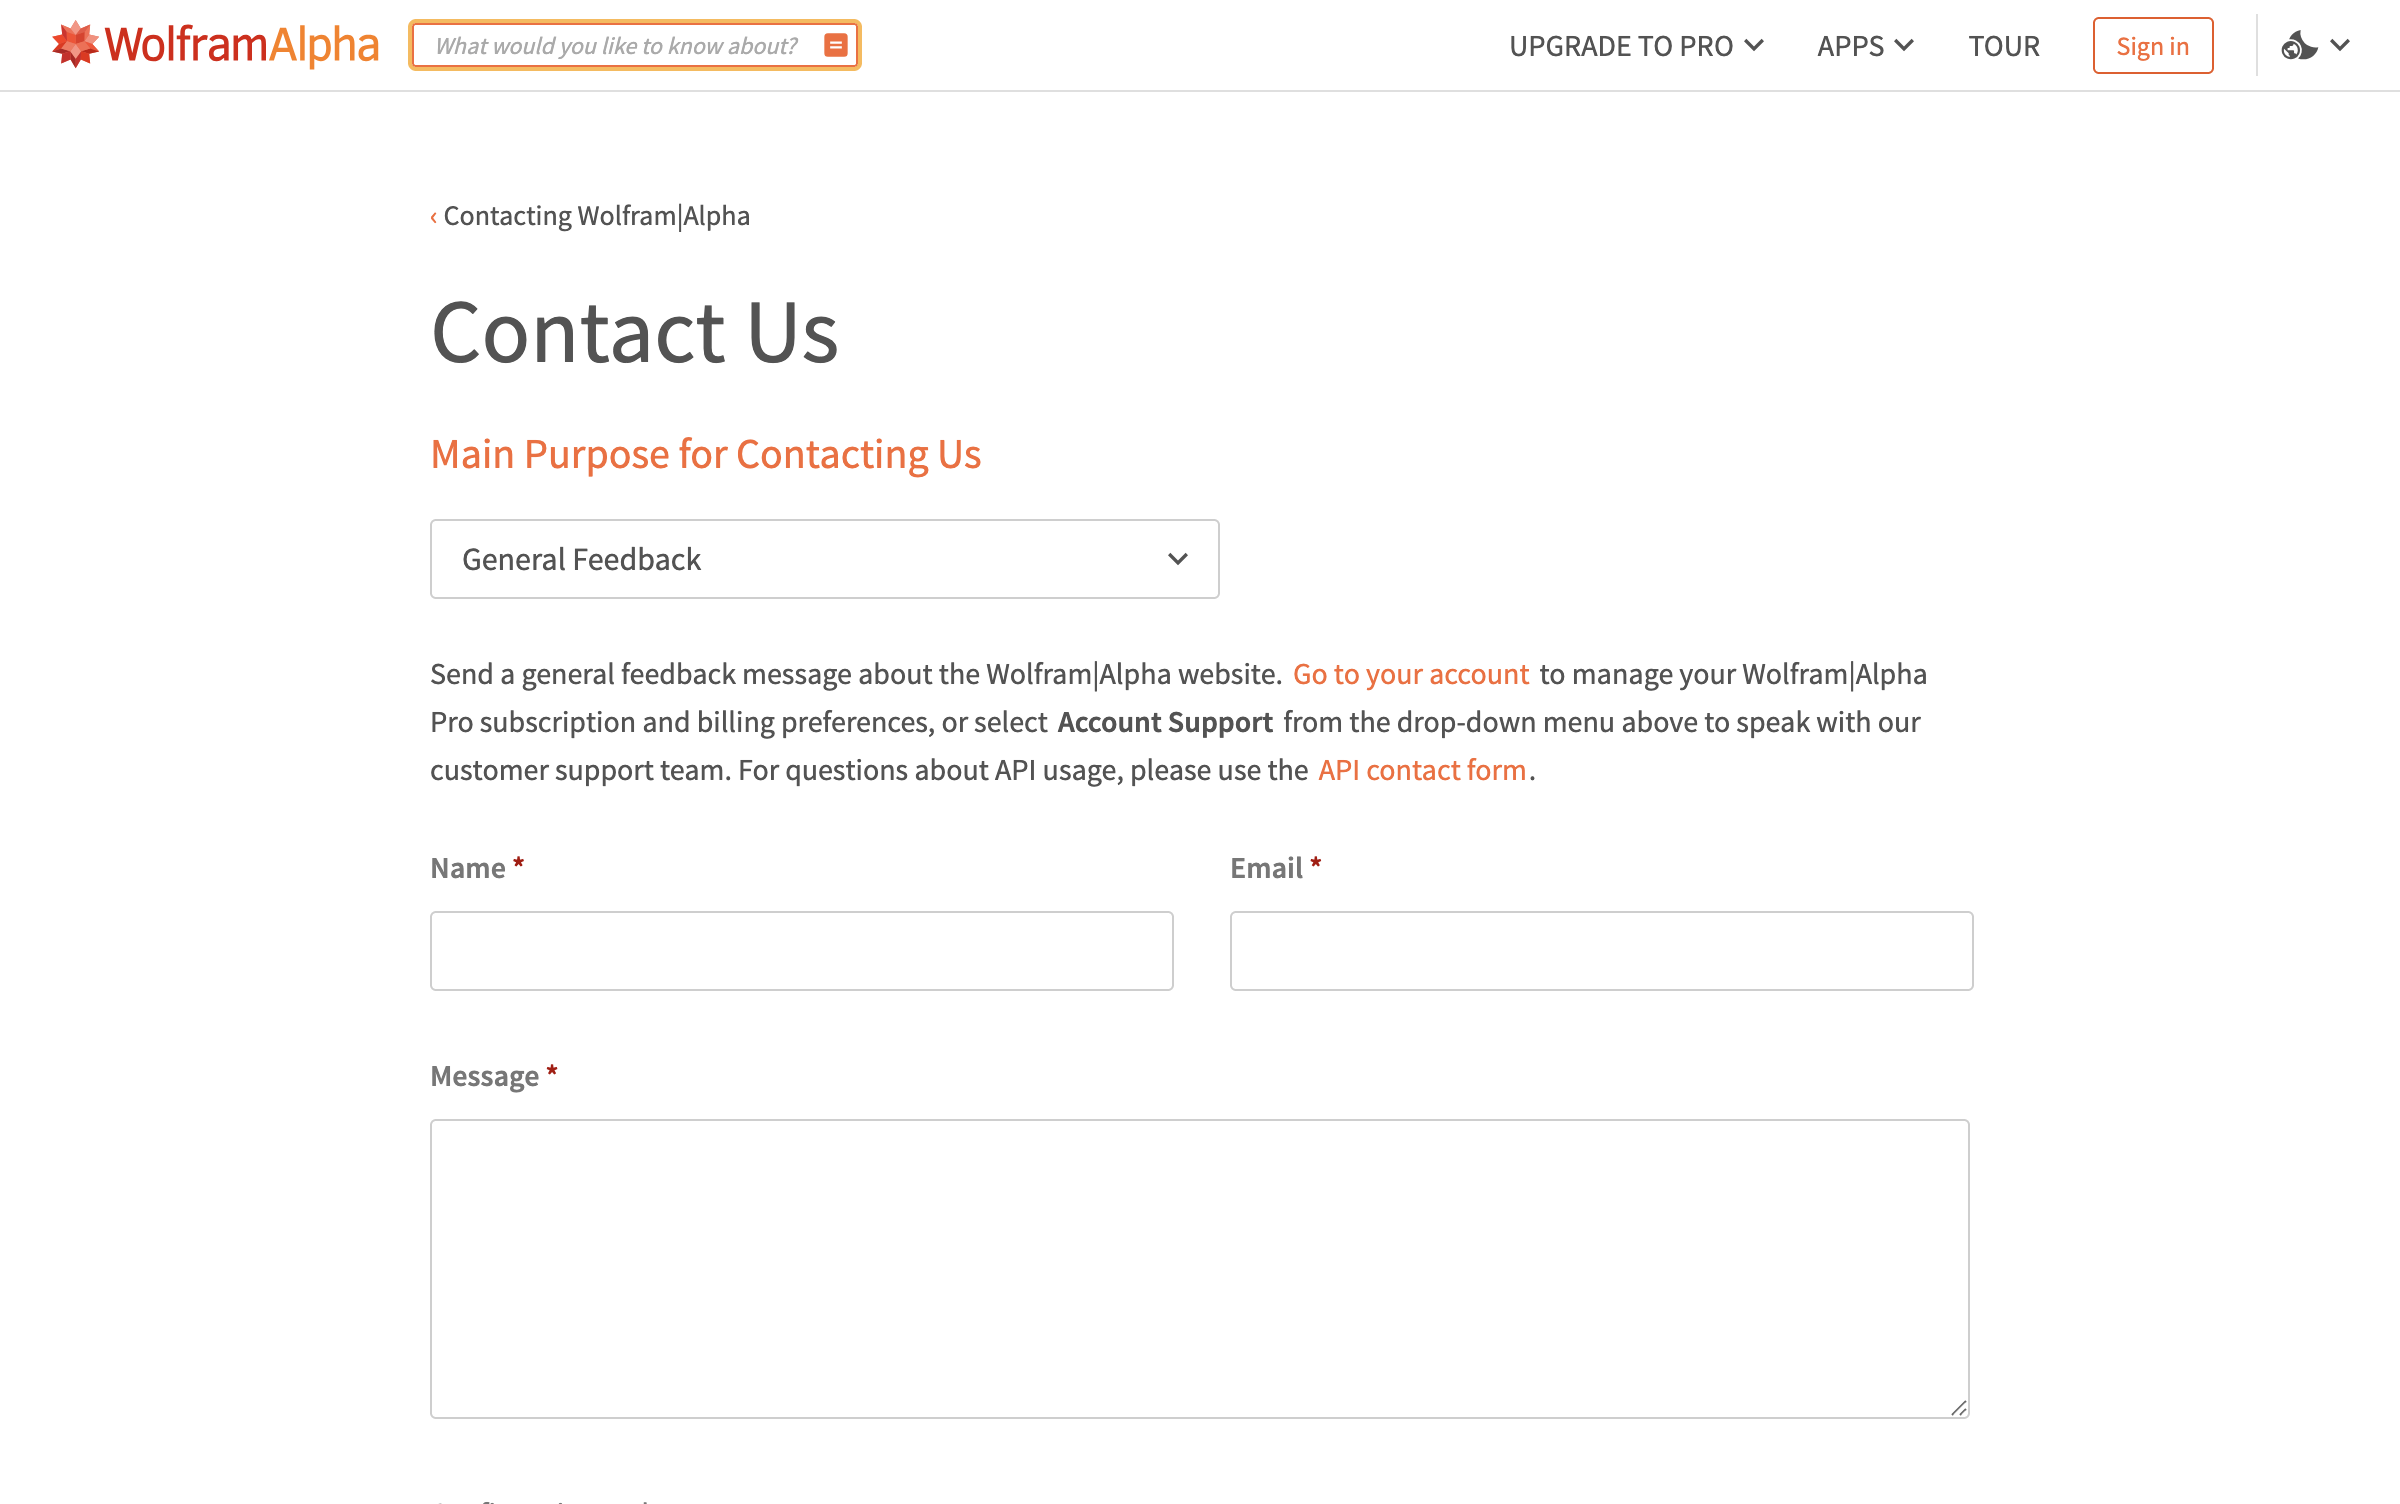 WolframAlpha What would you like to know about? UPGRADE TO PRO APPS TOUR Sign in
‹ Contacting Wolfram|Alpha
Contact Us
Main Purpose for Contacting Us
General Feedback
Send a general feedback message about the Wolfram|Alpha website. Go to your account to manage your Wolfram|Alpha
Pro subscription and billing preferences, or select Account Support from the drop-down menu above to speak with our
customer support team. For questions about API usage, please use the API contact form.
Name * Email *
Message *